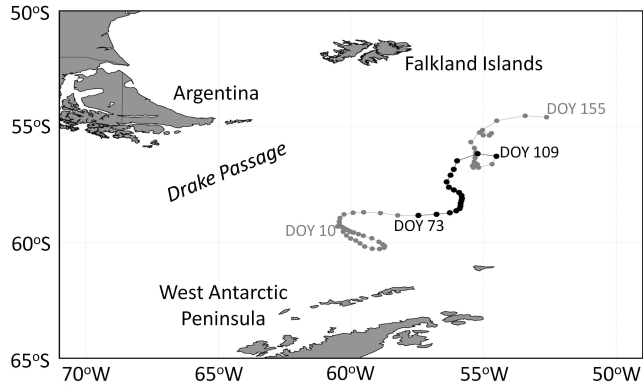 50°S
Falkland Islands
Argentina
DOY 155
55°S
DOY 109
Drake Passage
DOY 73
DOY 10
60°S
West Antarctic
Peninsula
65°S
70°W
65°W
60°W
55°W
50°W